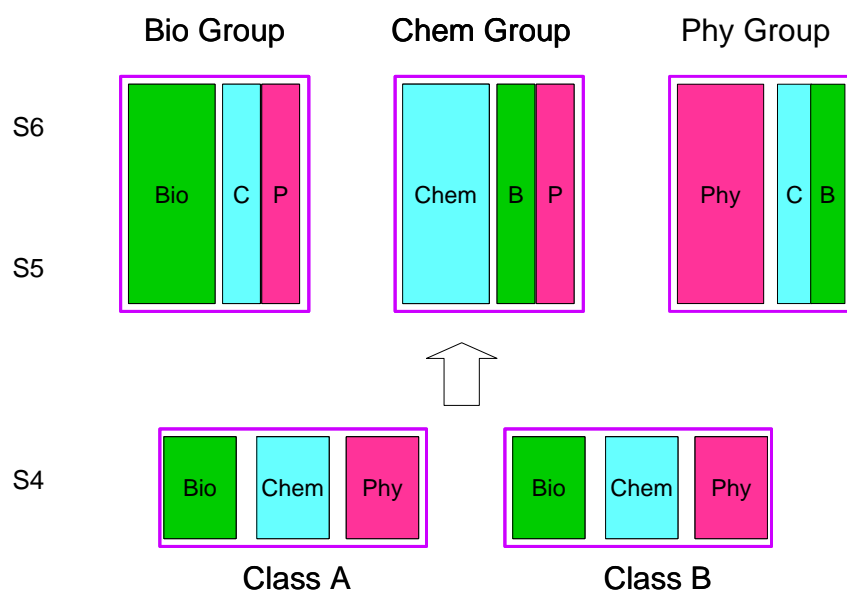 Bio Group Chem Group Phy Group
S6
Bio C P Chem B P Phy C B
S5
S4
Bio Chem Phy Bio Chem Phy
Class A Class B